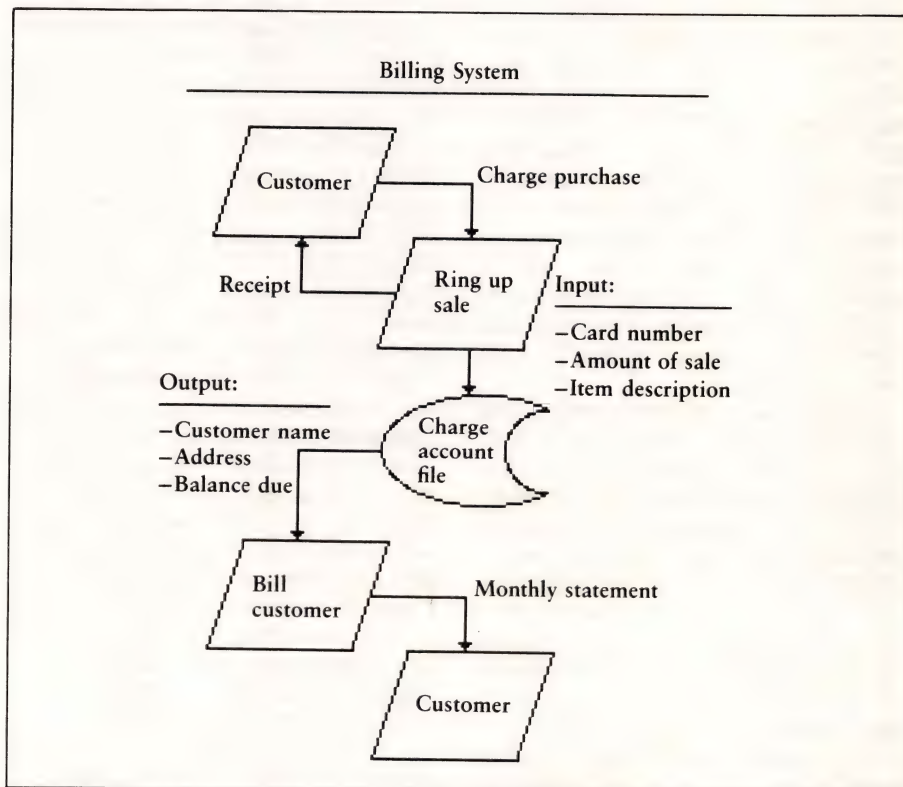 Billing System
Customer
Charge purchase
Receipt
Ring up
sale
Input:
–Card number
–Amount of sale
–Item description
Output:
–Customer name
–Address
–Balance due
Charge
account
file
Bill
customer
Monthly statement
Customer